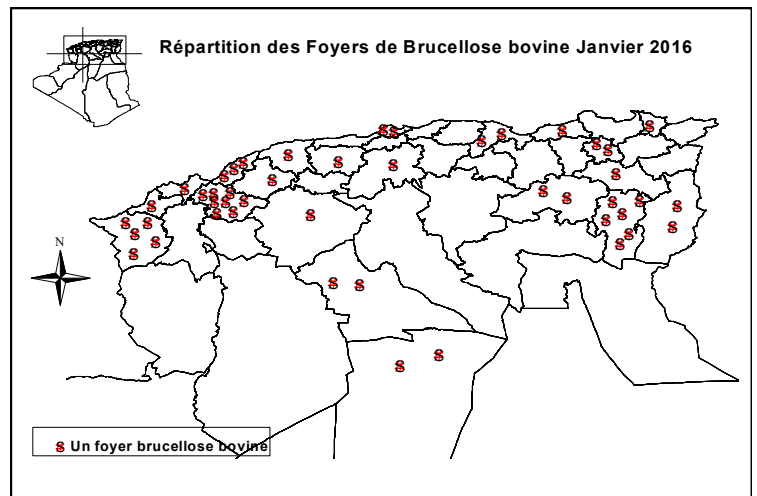 Répartition des Foyers de Brucellose bovine Janvier 2016
N
S Un foyer brucellose bovine